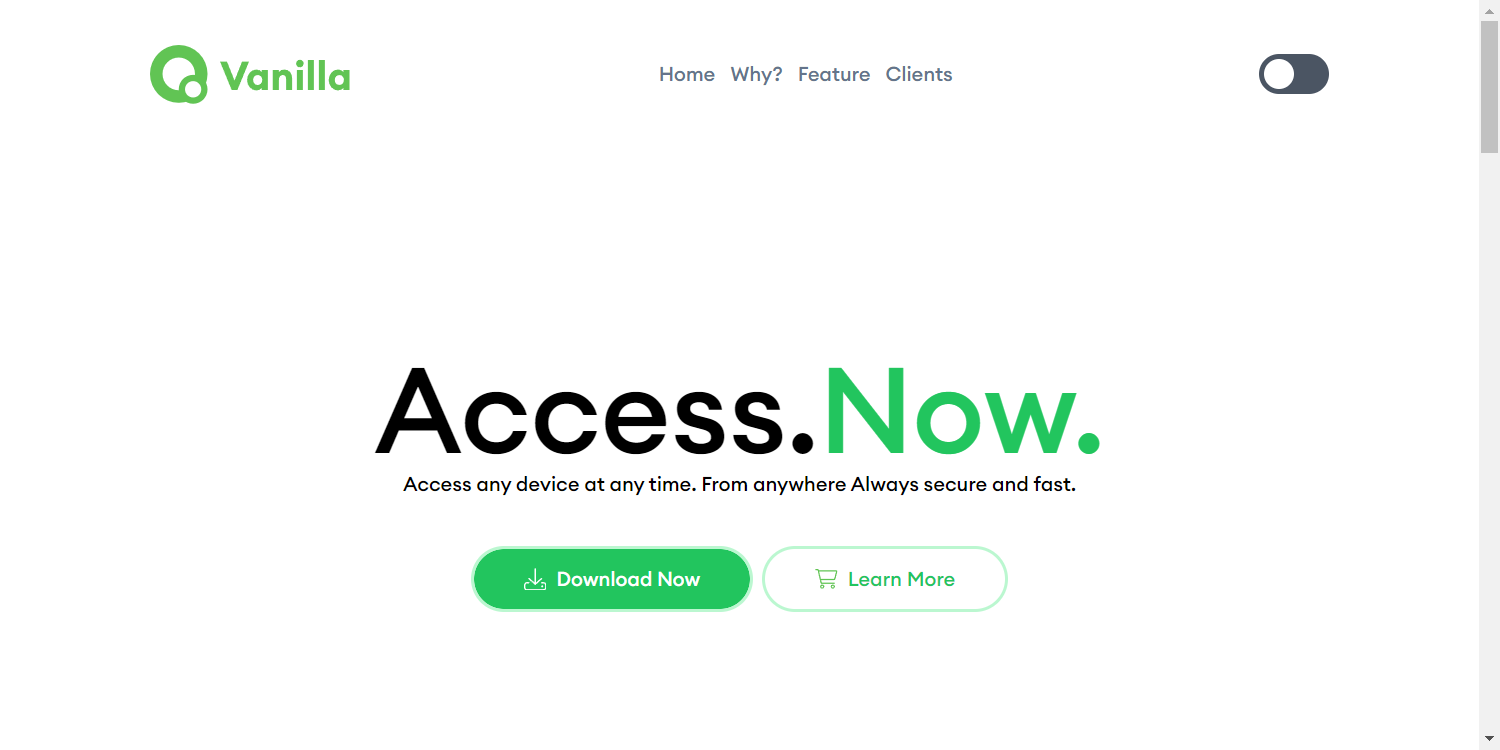 Vanilla
Home Why? Feature Clients
Access.Now.
Access any device at any time. From anywhere Always secure and fast.
Download Now
Learn More